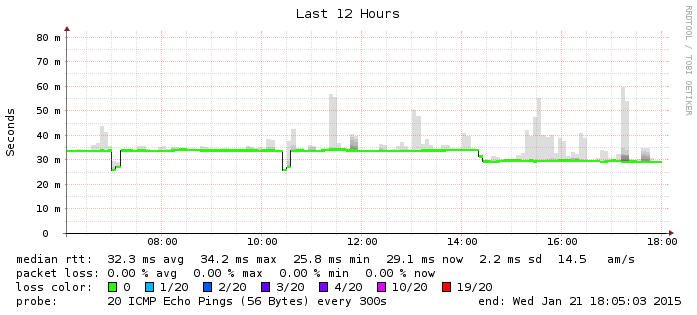 Last 12 Hours
RRDTOOL / TOBI OETIKER
Seconds
80 m
70 m
60 m
50 m
40 m
30 m
20 m
10 m
0
08:00 10:00 12:00 14:00 16:00 18:00
median rtt: 32.3 ms avg 34.2 ms max 25.8 ms min 29.1 ms now 2.2 ms sd 14.5 am/s
packet loss: 0.00 % avg 0.00 % max 0.00 % min 0.00 % now
loss color: 0 1/20 2/20 3/20 4/20 10/20 19/20
probe: 20 ICMP Echo Pings (56 Bytes) every 300s end: Wed Jan 21 18:05:03 2015